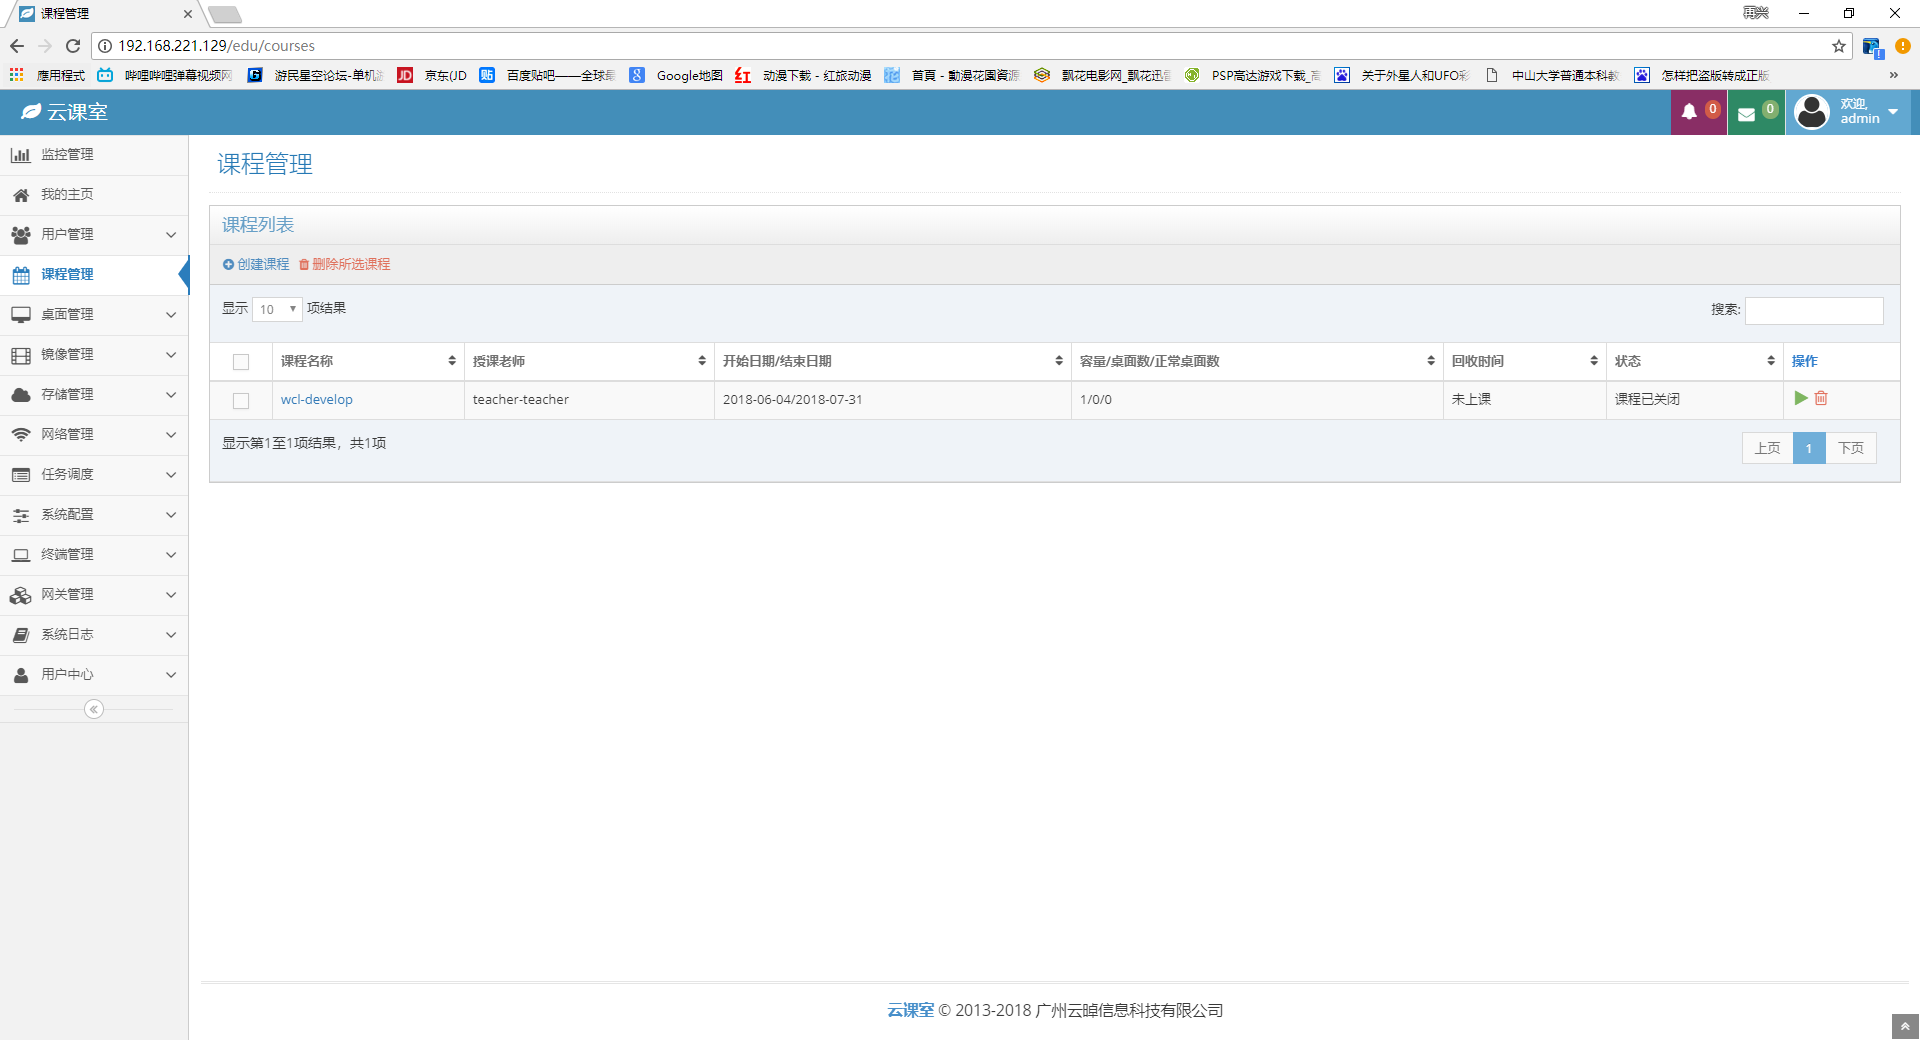 课程管理
再兴
192.168.221.129/edu/courses
應用程式 哔哩哔哩弹幕视频网 游民星空论坛-单机游 京东(JD 百度贴吧——全球最 Google地图 动漫下载 - 红旅动漫 首頁 - 動漫花園資源 飘花电影网_飘花迅雷 PSP高达游戏下载_高 关于外星人和UFO彩 中山大学普通本科教 怎样把盗版转成正版 »
云课室
0
0
欢迎,
admin
监控管理
我的主页
用户管理
课程管理
桌面管理
镜像管理
存储管理
网络管理
任务调度
系统配置
终端管理
网关管理
系统日志
用户中心
课程管理
课程列表
创建课程 删除所选课程
显示 10 项结果
搜索:
课程名称 授课老师 开始日期/结束日期 容量/桌面数/正常桌面数 回收时间 状态 操作
wcl-develop teacher-teacher 2018-06-04/2018-07-31 1/0/0 未上课 课程已关闭
显示第1至1项结果，共1项
上页 1 下页
云课室 © 2013-2018 广州云晫信息科技有限公司